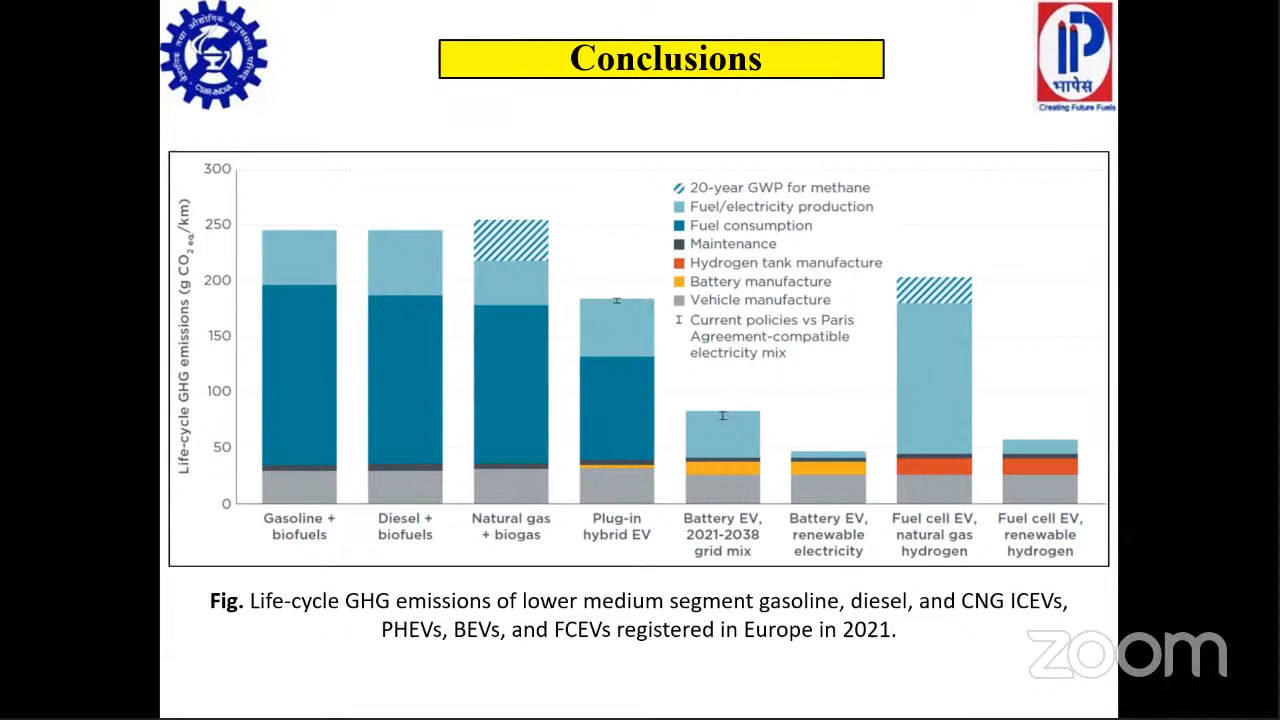 Conclusions
CSIR-INDIA
IIP
भापेसं
Creating Future Fuels
Life-cycle GHG emissions (g CO2 eq./km)
300
250
200
150
100
50
0
20-year GWP for methane
Fuel/electricity production
Fuel consumption
Maintenance
Hydrogen tank manufacture
Battery manufacture
Vehicle manufacture
Current policies vs Paris
Agreement-compatible
electricity mix
Gasoline +
biofuels
Diesel +
biofuels
Natural gas
+ biogas
Plug-in
hybrid EV
Battery EV,
2021-2038
grid mix
Battery EV,
renewable
electricity
Fuel cell EV,
natural gas
hydrogen
Fuel cell EV,
renewable
hydrogen
Fig. Life-cycle GHG emissions of lower medium segment gasoline, diesel, and CNG ICEVs,
PHEVs, BEVs, and FCEVs registered in Europe in 2021.
zoom